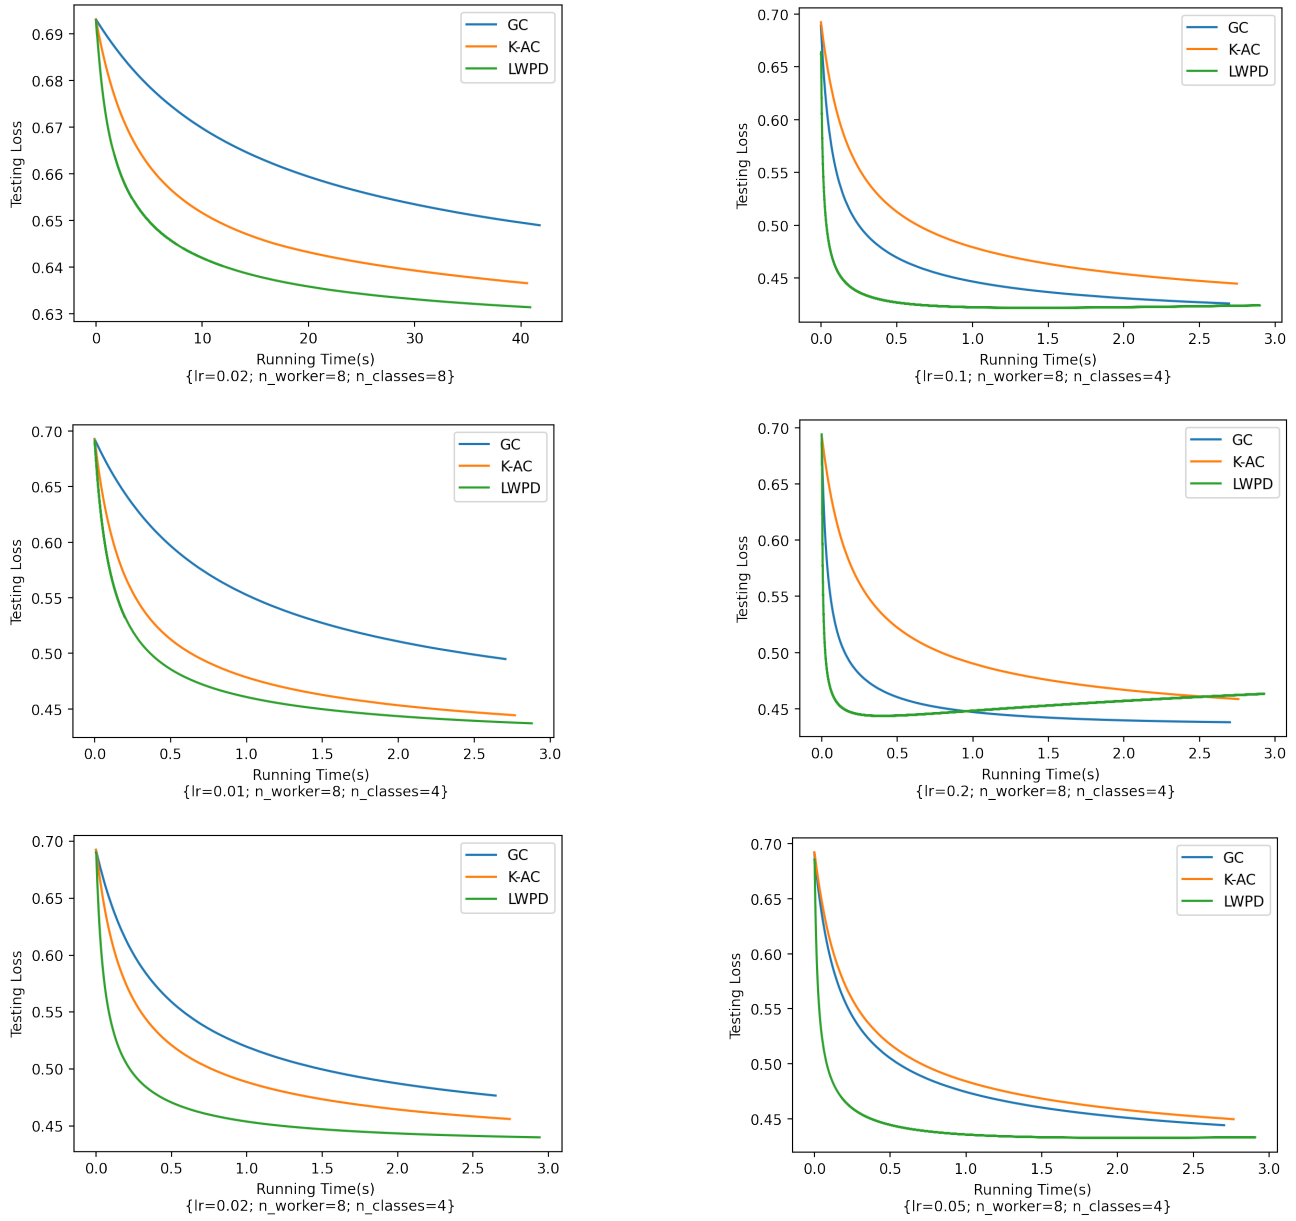 0.69
0.68
0.67
0.66
0.65
0.64
0.63
Testing Loss
GC
K-AC
LWPD
0 10 20 30 40
Running Time(s)
{lr=0.02; n_worker=8; n_classes=8}
0.70
0.65
0.60
0.55
0.50
0.45
Testing Loss
GC
K-AC
LWPD
0.0 0.5 1.0 1.5 2.0 2.5 3.0
Running Time(s)
{lr=0.1; n_worker=8; n_classes=4}
0.70
0.65
0.60
0.55
0.50
0.45
Testing Loss
GC
K-AC
LWPD
0.0 0.5 1.0 1.5 2.0 2.5 3.0
Running Time(s)
{lr=0.01; n_worker=8; n_classes=4}
0.70
0.65
0.60
0.55
0.50
0.45
Testing Loss
GC
K-AC
LWPD
0.0 0.5 1.0 1.5 2.0 2.5 3.0
Running Time(s)
{lr=0.2; n_worker=8; n_classes=4}
0.70
0.65
0.60
0.55
0.50
0.45
Testing Loss
GC
K-AC
LWPD
0.0 0.5 1.0 1.5 2.0 2.5 3.0
Running Time(s)
{lr=0.02; n_worker=8; n_classes=4}
0.70
0.65
0.60
0.55
0.50
0.45
Testing Loss
GC
K-AC
LWPD
0.0 0.5 1.0 1.5 2.0 2.5 3.0
Running Time(s)
{lr=0.05; n_worker=8; n_classes=4}